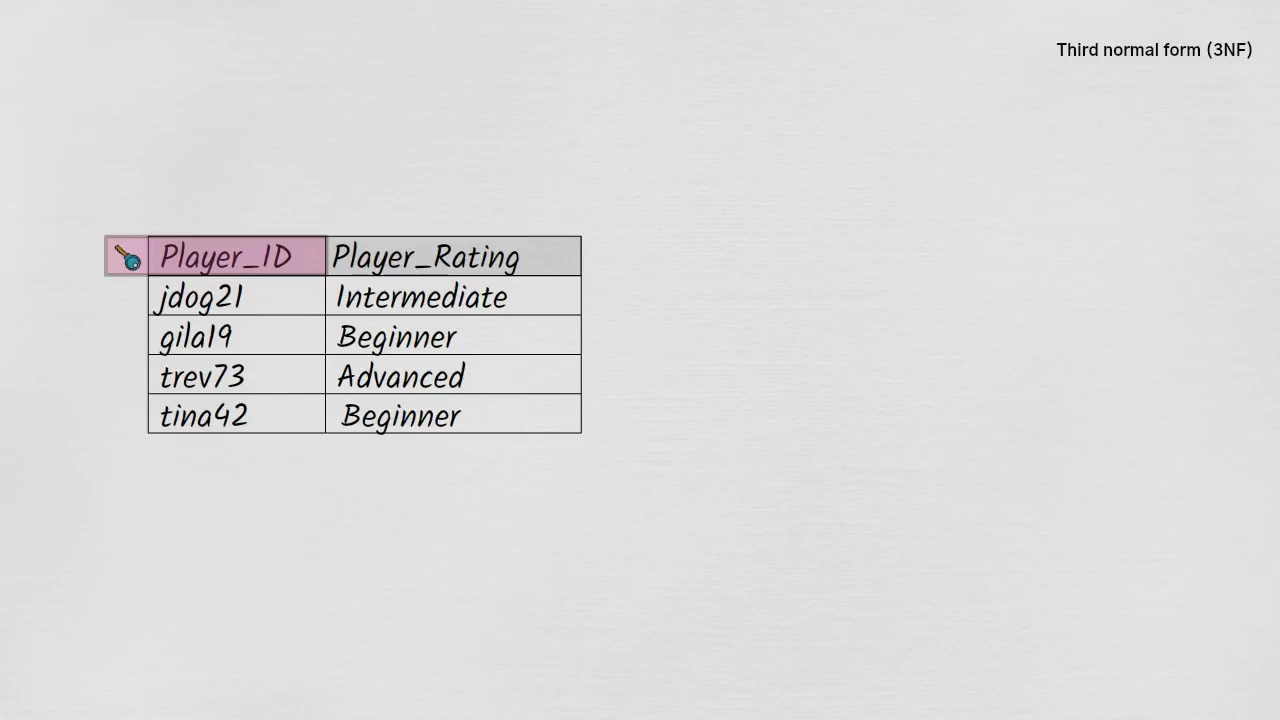 Third normal form (3NF)
Player_ID Player_Rating
jdog21 Intermediate
gila19 Beginner
trev73 Advanced
tina42 Beginner